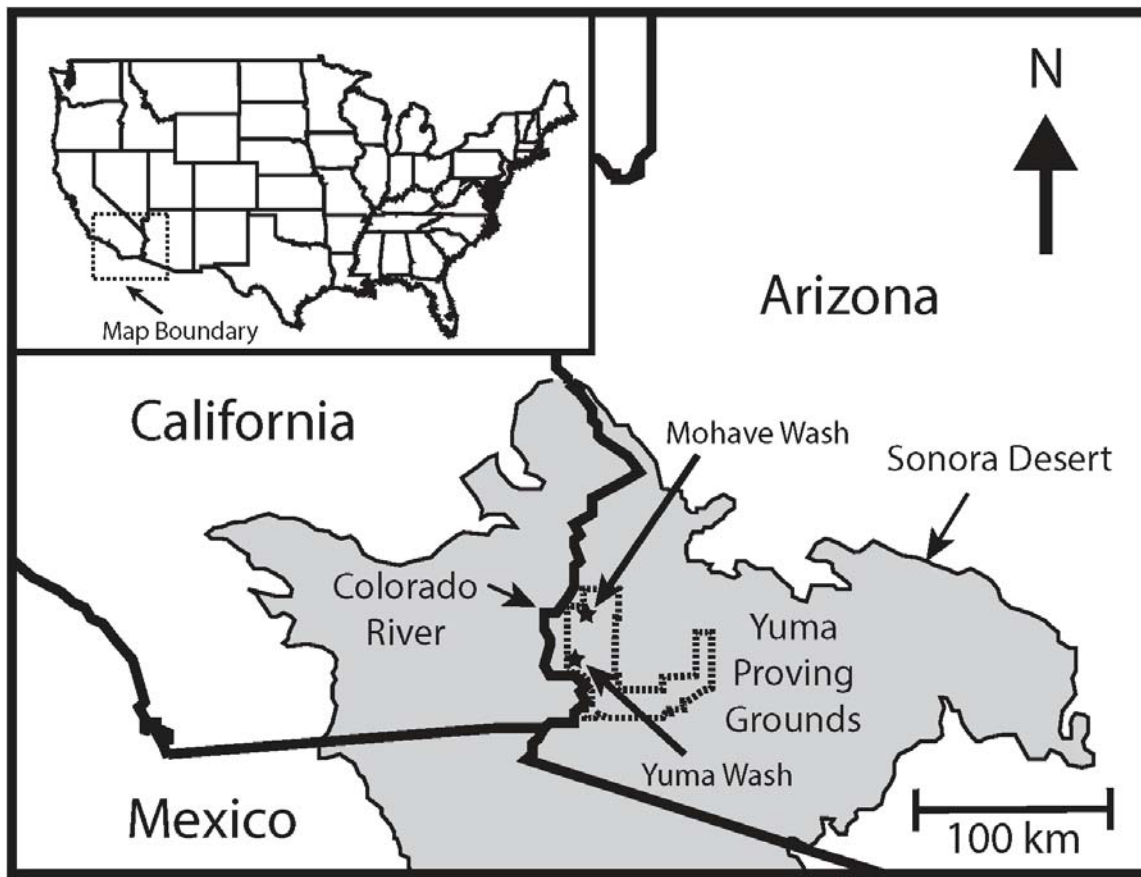 N
Map Boundary
Arizona
California
Mohave Wash
Sonora Desert
Colorado
River
Yuma
Proving
Grounds
Yuma Wash
Mexico
100 km